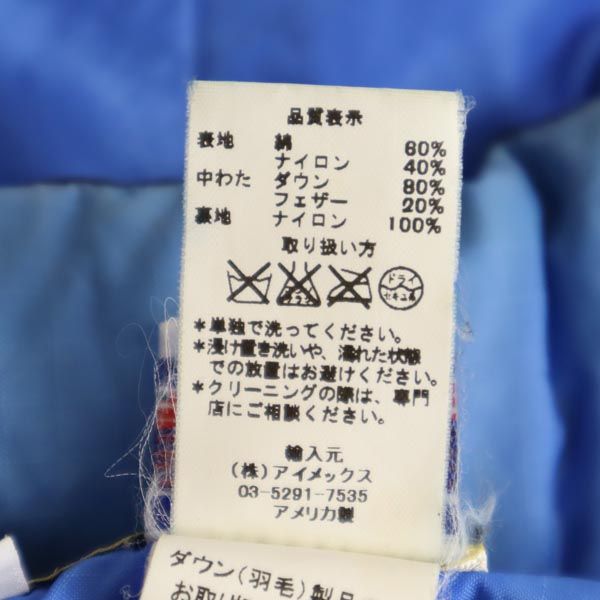 品質表示
表地 綿 60%
ナイロン 40%
中わた ダウン 80%
フェザー 20%
裏地 ナイロン 100%
取り扱い方
ドライ
セキユ系
*単独で洗ってください。
*浸け置き洗いや、濡れた状態
での放置はお避けください。
*クリーニングの際は、専門
店にご相談ください。
輸入元
(株)アイメックス
03-5291-7535
アメリカ製
ダウン(羽毛)製品
お取り